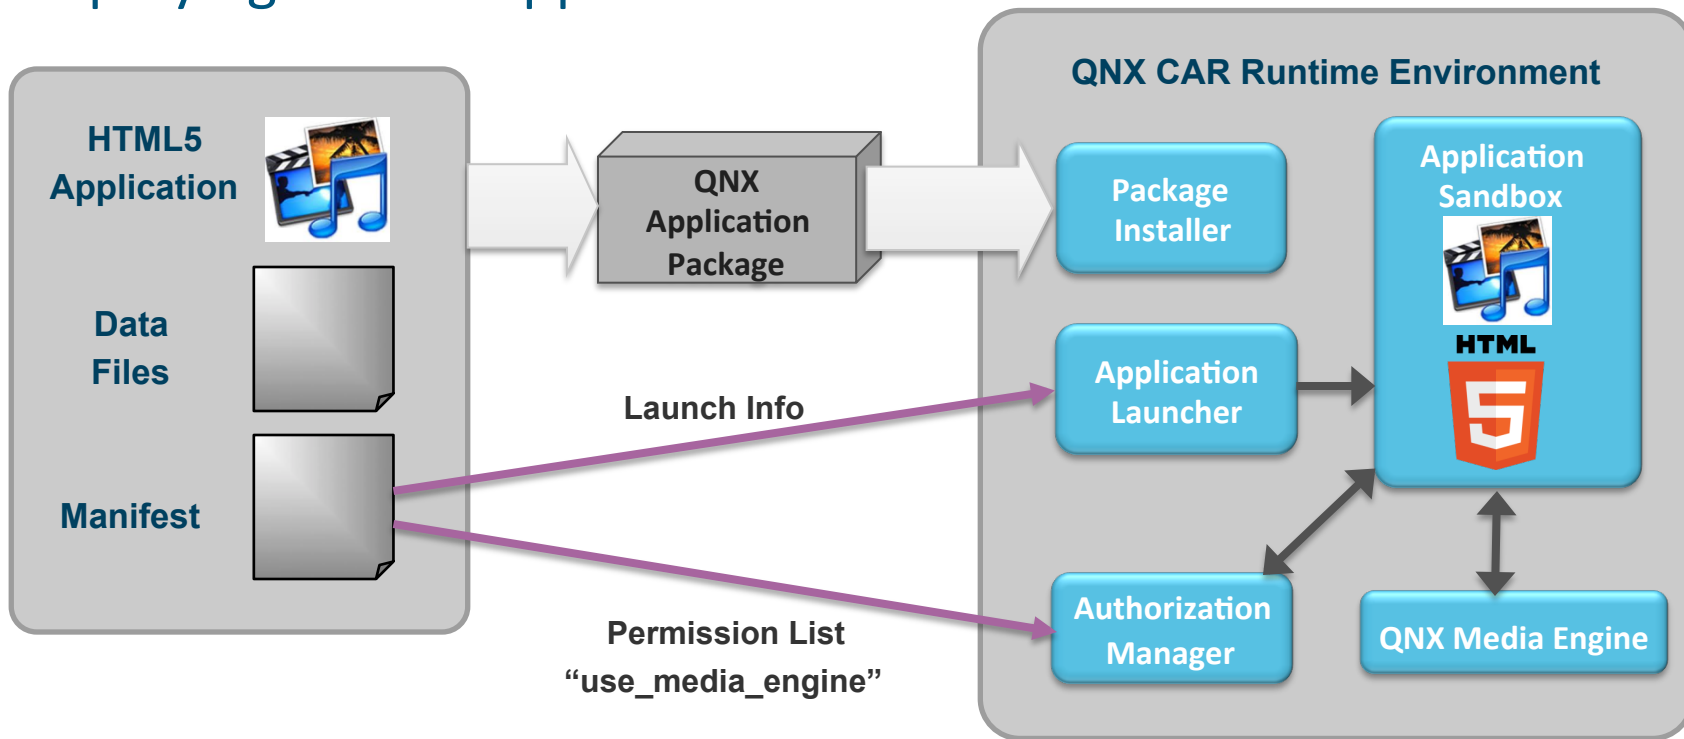 QNX CAR Runtime Environment
HTML5
Application
Data
Files
Manifest
QNX
Application
Package
Launch Info
Permission List
“use_media_engine”
Package
Installer
Application
Launcher
Authorization
Manager
Application
Sandbox
HTML
5
QNX Media Engine